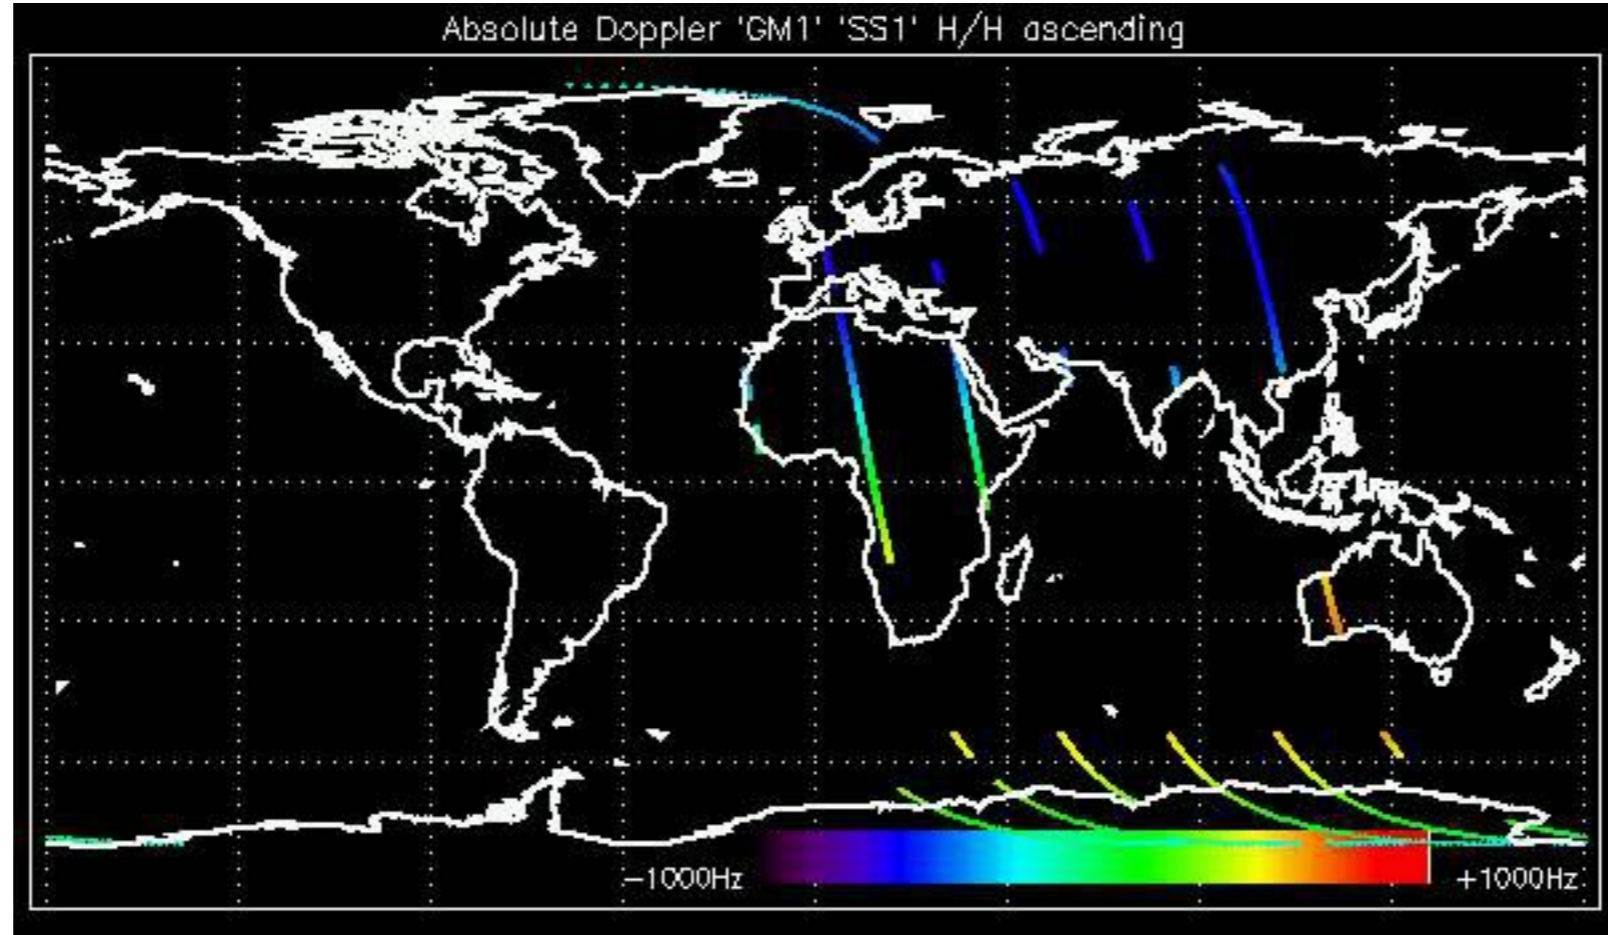 Absolute Doppler 'GM1' 'SS1' H/H ascending
−1000Hz
+1000Hz